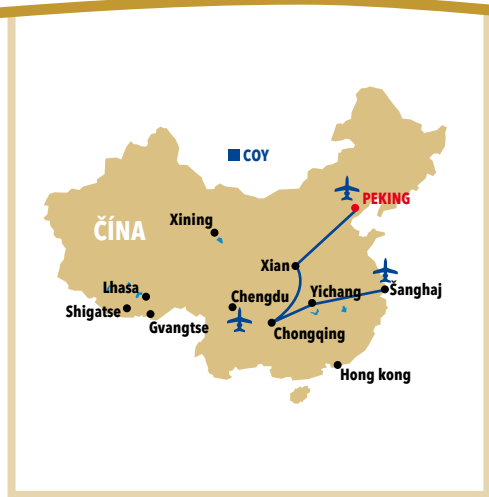 COY
PEKING
Xining
ČÍNA
Xian
Lhasa
Chengdu
Yichang
Šanghaj
Shigatse
Gvangtse
Chongqing
Hong kong